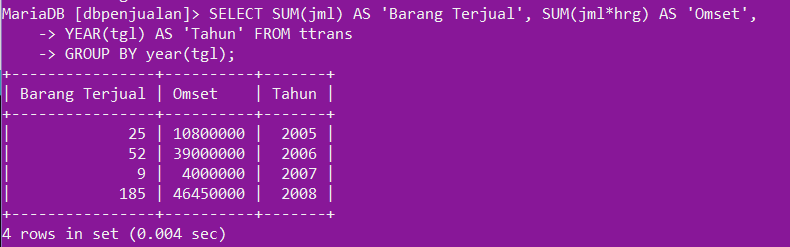 MariaDB [dbpenjualan]> SELECT SUM(jml) AS 'Barang Terjual', SUM(jml*hrg) AS 'Omset',
    -> YEAR(tgl) AS 'Tahun' FROM ttrans
    -> GROUP BY year(tgl);
+----------------+----------+-------+
| Barang Terjual | Omset    | Tahun |
+----------------+----------+-------+
|             25 | 10800000 |  2005 |
|             52 | 39000000 |  2006 |
|              9 |  4000000 |  2007 |
|            185 | 46450000 |  2008 |
+----------------+----------+-------+
4 rows in set (0.004 sec)